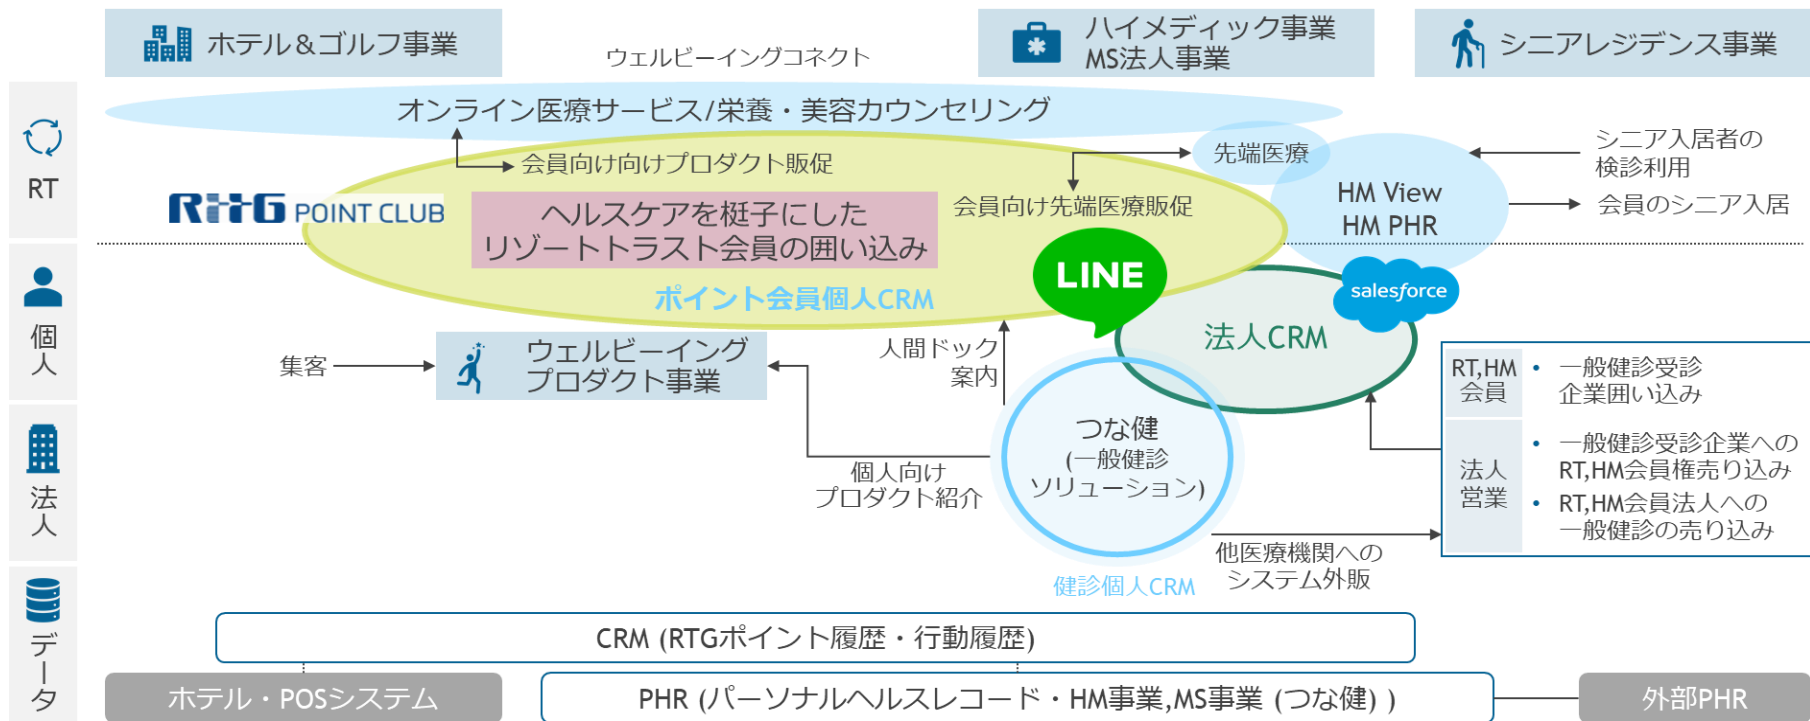 ホテル＆ゴルフ事業
ハイメディック事業
MS法人事業
シニアレジデンス事業
ウェルビーイングコネクト
オンライン医療サービス/栄養・美容カウンセリング
RT
会員向け向けプロダクト販促
先端医療
シニア入居者の
検診利用
HM View
HM PHR
会員のシニア入居
RTTG POINT CLUB
ヘルスケアを梃子にした
リゾートトラスト会員の囲い込み
会員向け先端医療販促
LINE
salesforce
ポイント会員個人CRM
個人
法人CRM
集客
ウェルビーイング
プロダクト事業
人間ドック
案内
RT,HM
会員
• 一般健診受診
企業囲い込み
法人
つな健
(一般健診
ソリューション)
個人向け
プロダクト紹介
法人
営業
• 一般健診受診企業への
RT,HM会員権売り込み
• RT,HM会員法人への
一般健診の売り込み
他医療機関への
システム外販
健診個人CRM
データ
CRM (RTGポイント履歴・行動履歴)
ホテル・POSシステム
PHR (パーソナルヘルスレコード・HM事業,MS事業 (つな健) )
外部PHR